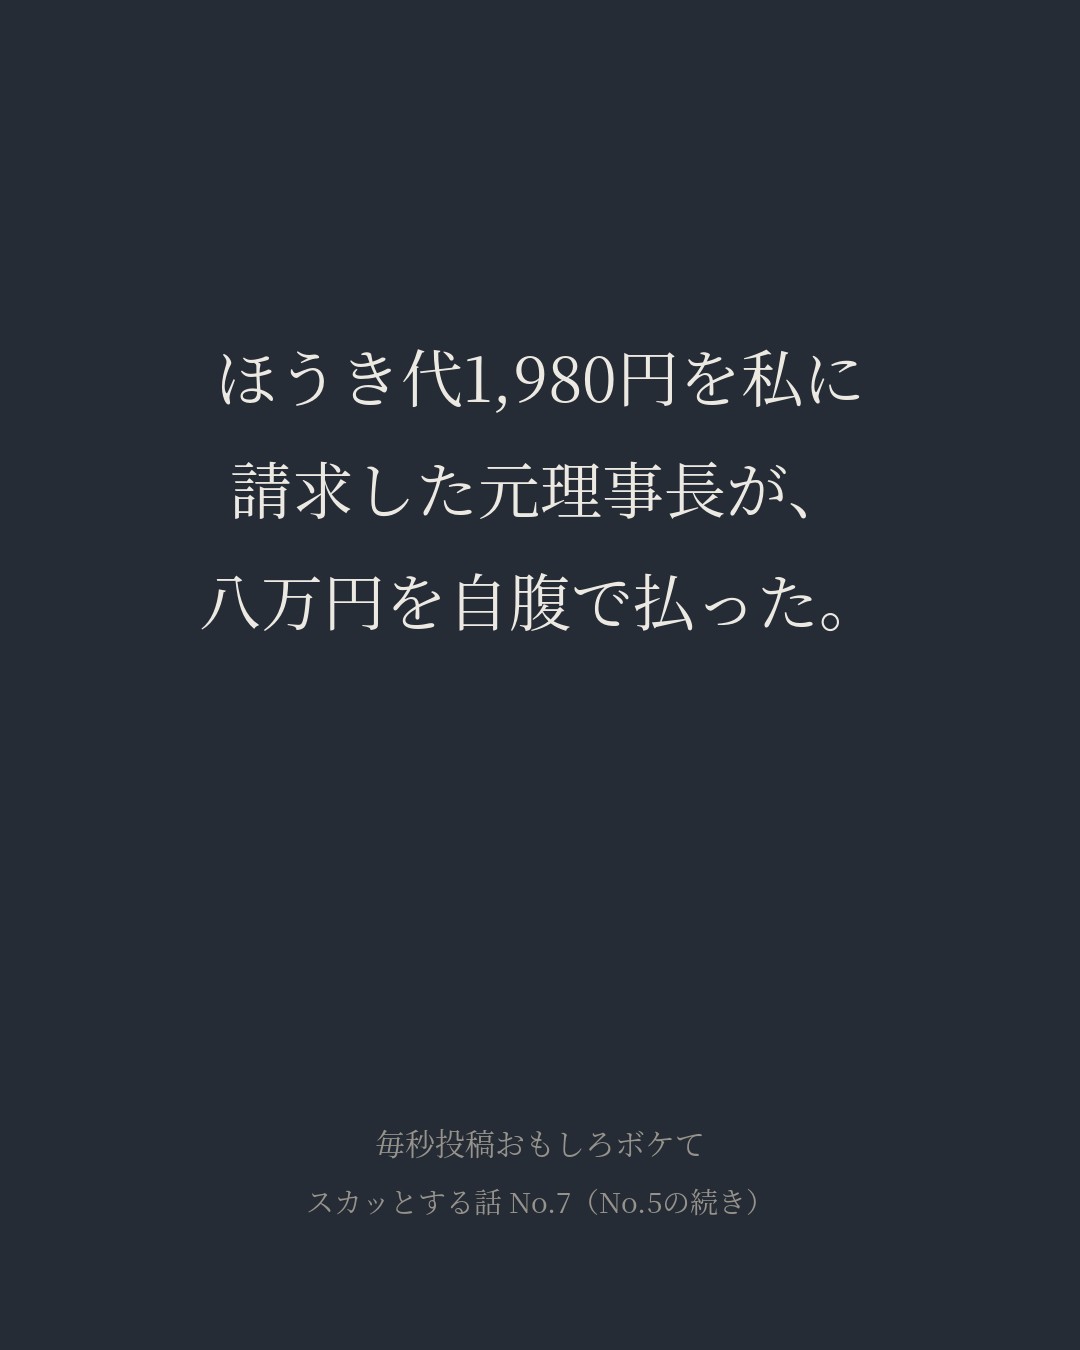 ほうき代1,980円を私に
請求した元理事長が、
八万円を自腹で払った。
毎秒投稿おもしろボケて
スカッとする話 No.7（No.5の続き）